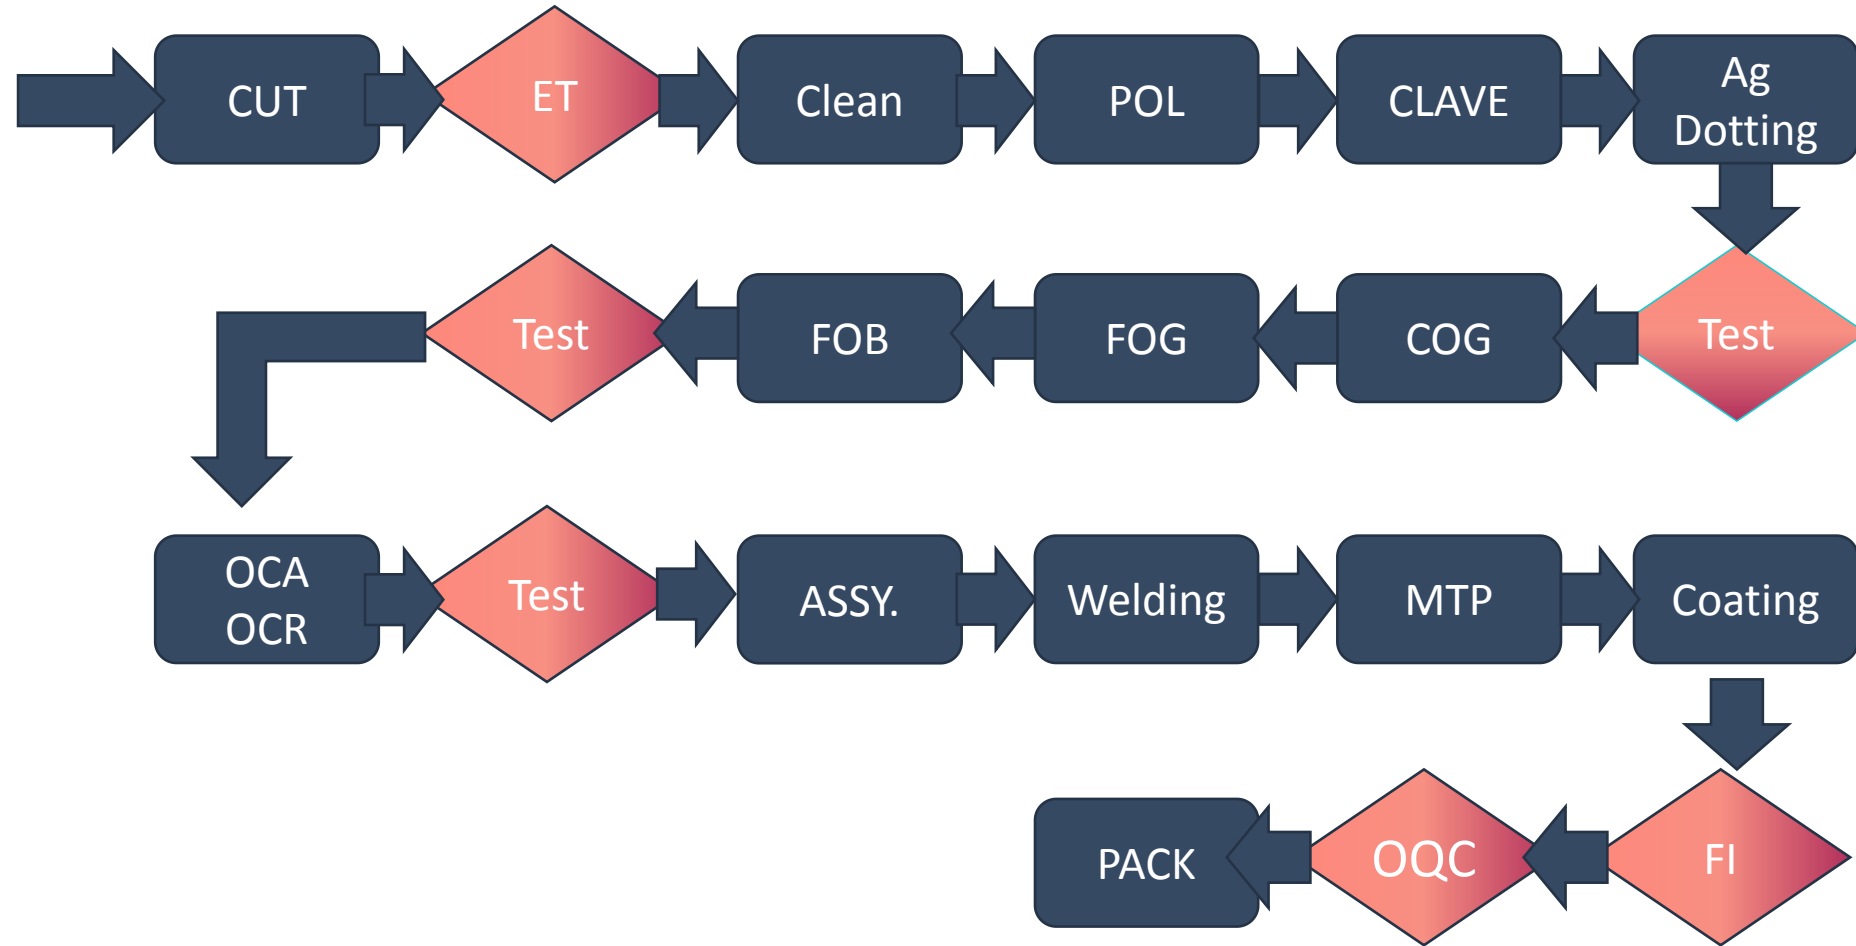 CUT
ET
Clean
POL
CLAVE
Ag
Dotting
Test
COG
FOG
FOB
Test
OCA
OCR
Test
ASSY.
Welding
MTP
Coating
FI
OQC
PACK